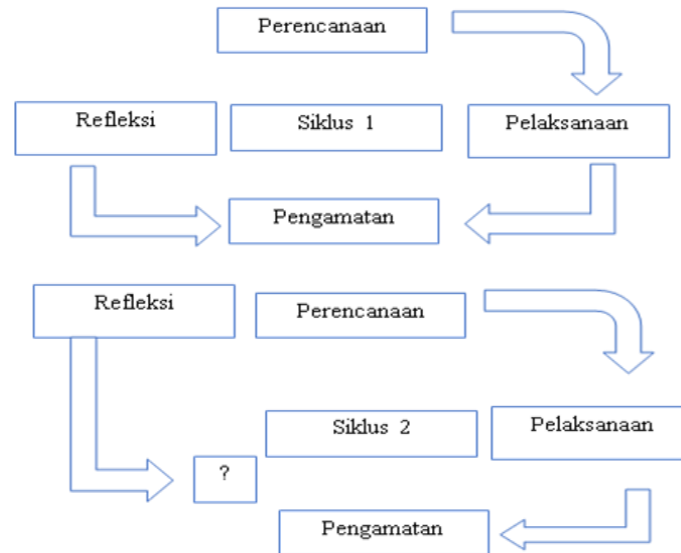 Perencanaan
Refleksi
Siklus 1
Pelaksanaan
Pengamatan
Refleksi
Perencanaan
Siklus 2
Pelaksanaan
?
Pengamatan